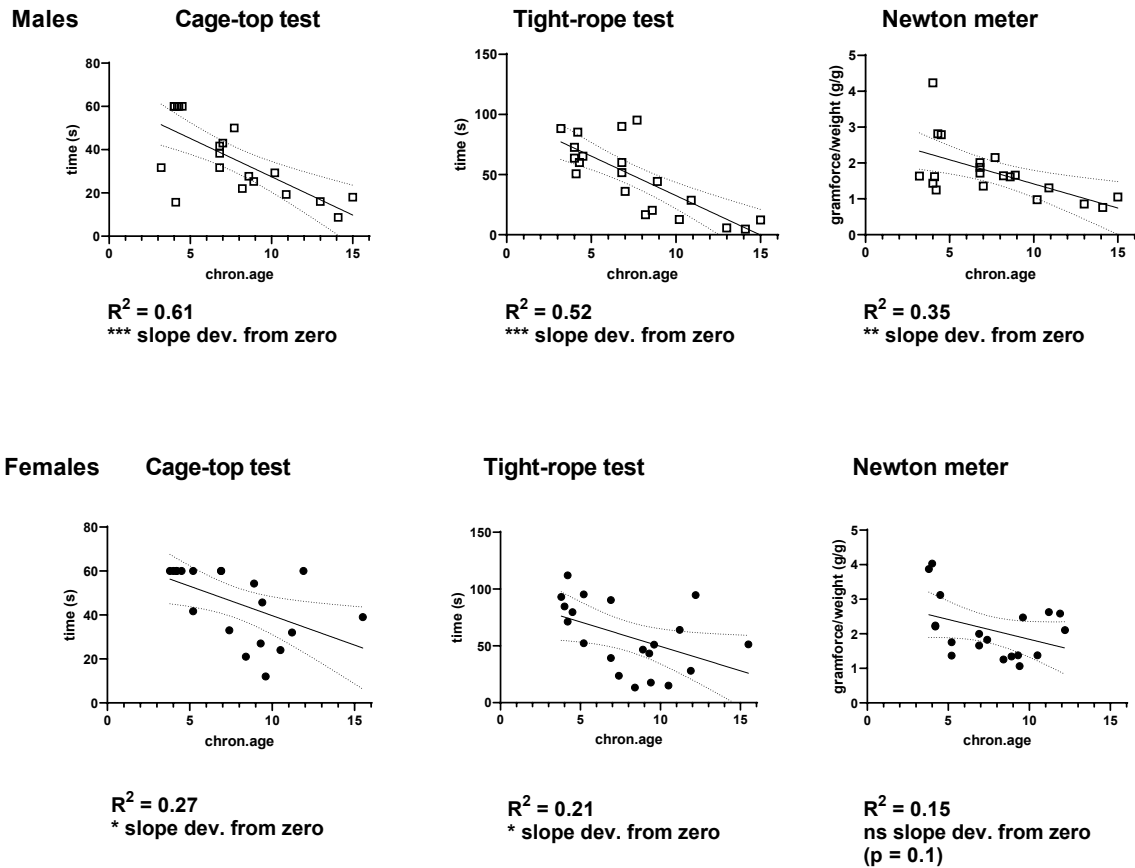 Males
Cage-top test
Tight-rope test
Newton meter
time (s)
80
60
40
20
0
0 5 10 15
chron.age
time (s)
150
100
50
0
0 5 10 15
chron.age
gramforce/weight (g/g)
5
4
3
2
1
0
0 5 10 15
chron.age
R² = 0.61
*** slope dev. from zero
R² = 0.52
*** slope dev. from zero
R² = 0.35
** slope dev. from zero
Females
Cage-top test
Tight-rope test
Newton meter
time (s)
80
60
40
20
0
0 5 10 15
chron.age
time (s)
150
100
50
0
0 5 10 15
chron.age
gramforce/weight (g/g)
5
4
3
2
1
0
0 5 10 15
chron.age
R² = 0.27
* slope dev. from zero
R² = 0.21
* slope dev. from zero
R² = 0.15
ns slope dev. from zero
(p = 0.1)